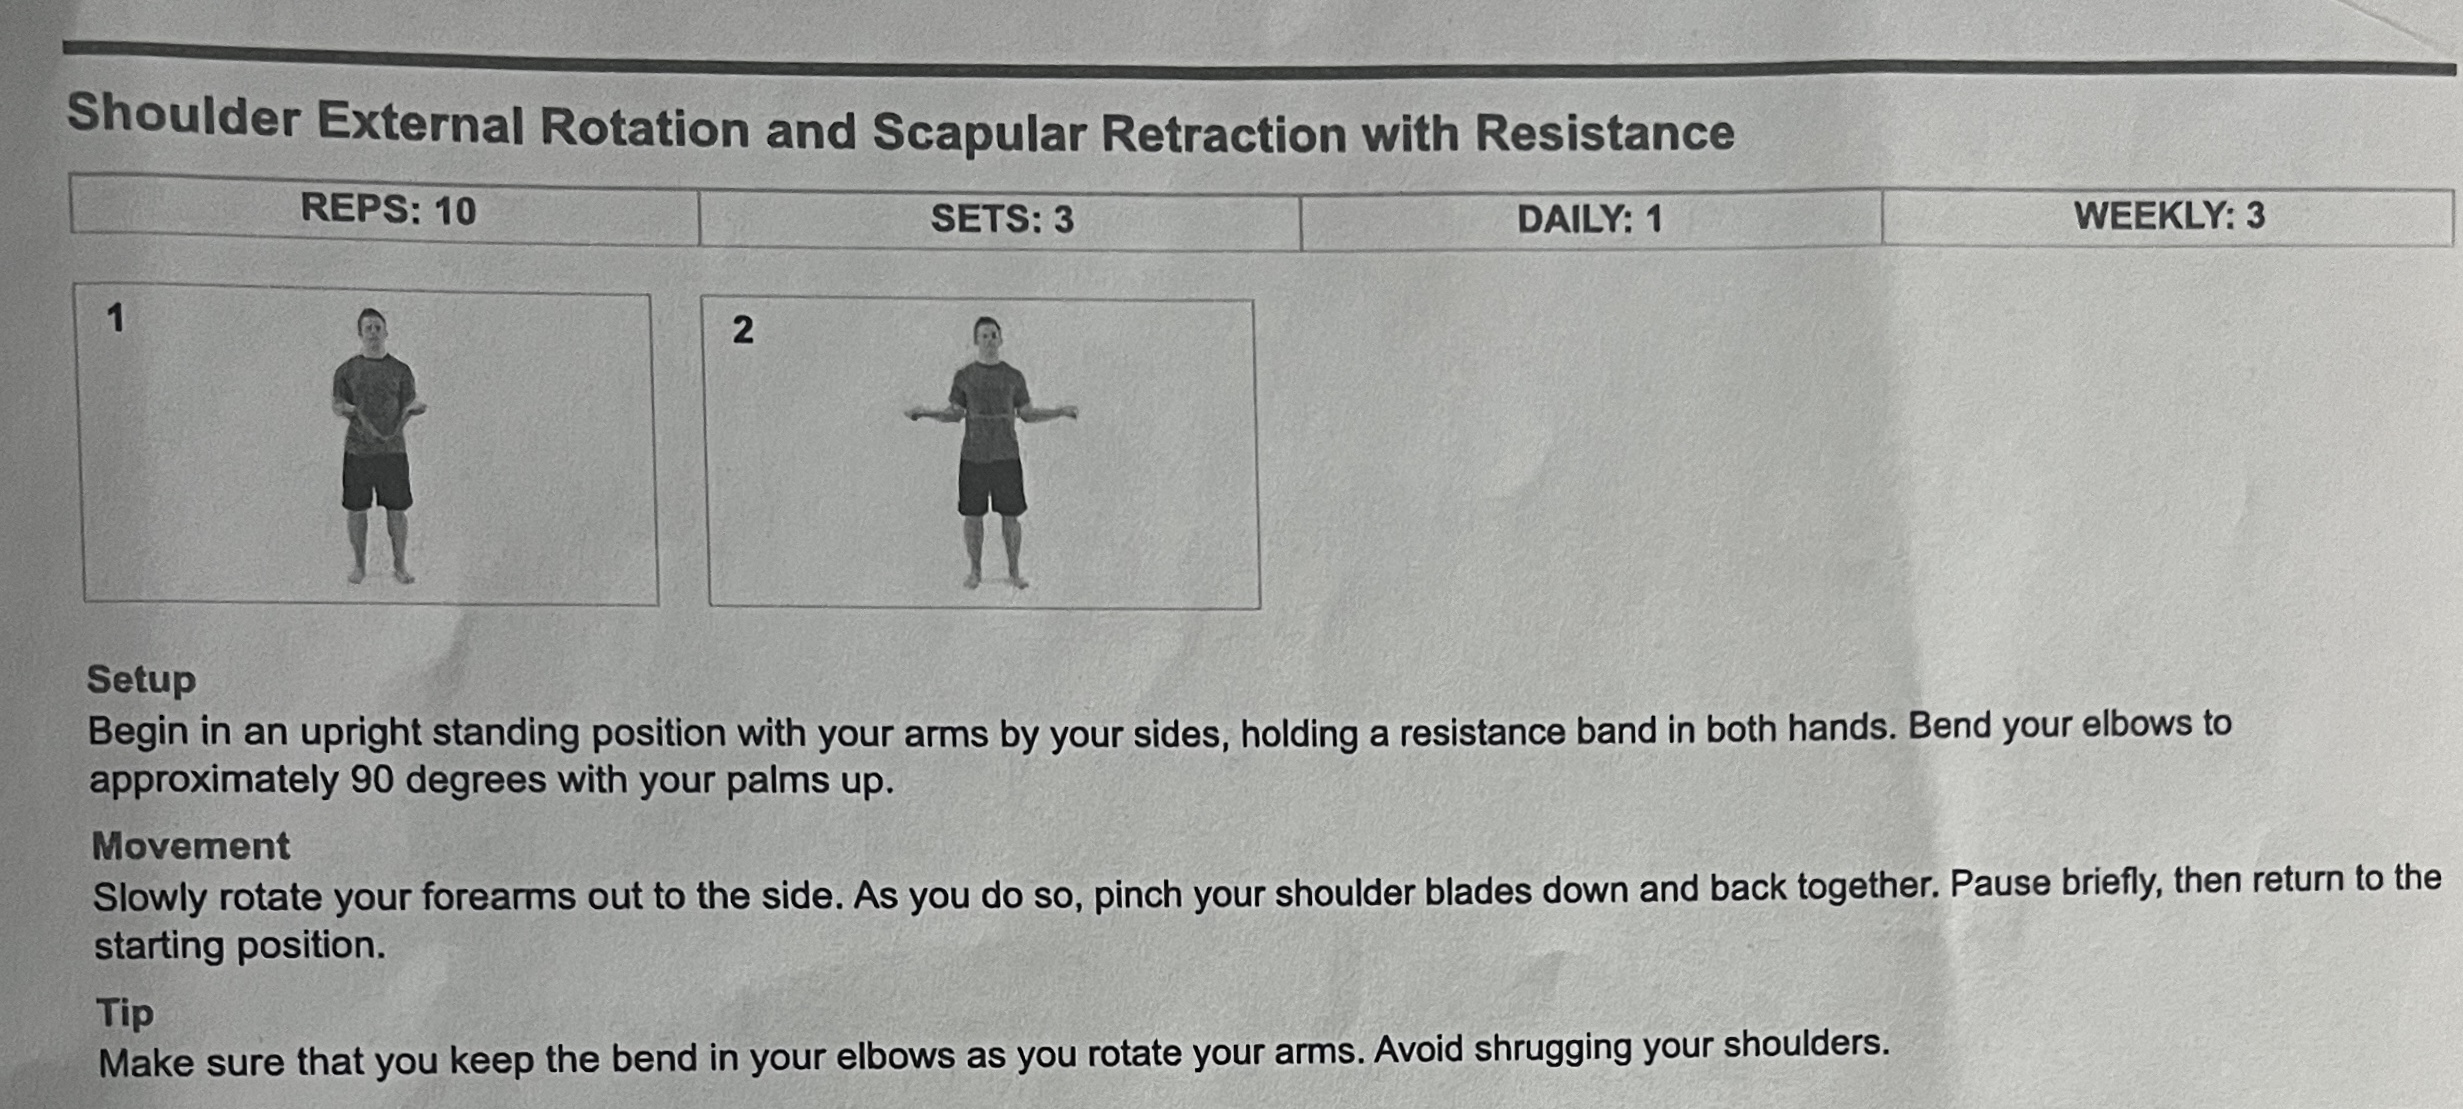 Shoulder External Rotation and Scapular Retraction with Resistance
REPS: 10
SETS: 3
DAILY: 1
WEEKLY: 3
1
2
Setup
Begin in an upright standing position with your arms by your sides, holding a resistance band in both hands. Bend your elbows to
approximately 90 degrees with your palms up.
Movement
Slowly rotate your forearms out to the side. As you do so, pinch your shoulder blades down and back together. Pause briefly, then return to the
starting position.
Tip
Make sure that you keep the bend in your elbows as you rotate your arms. Avoid shrugging your shoulders.